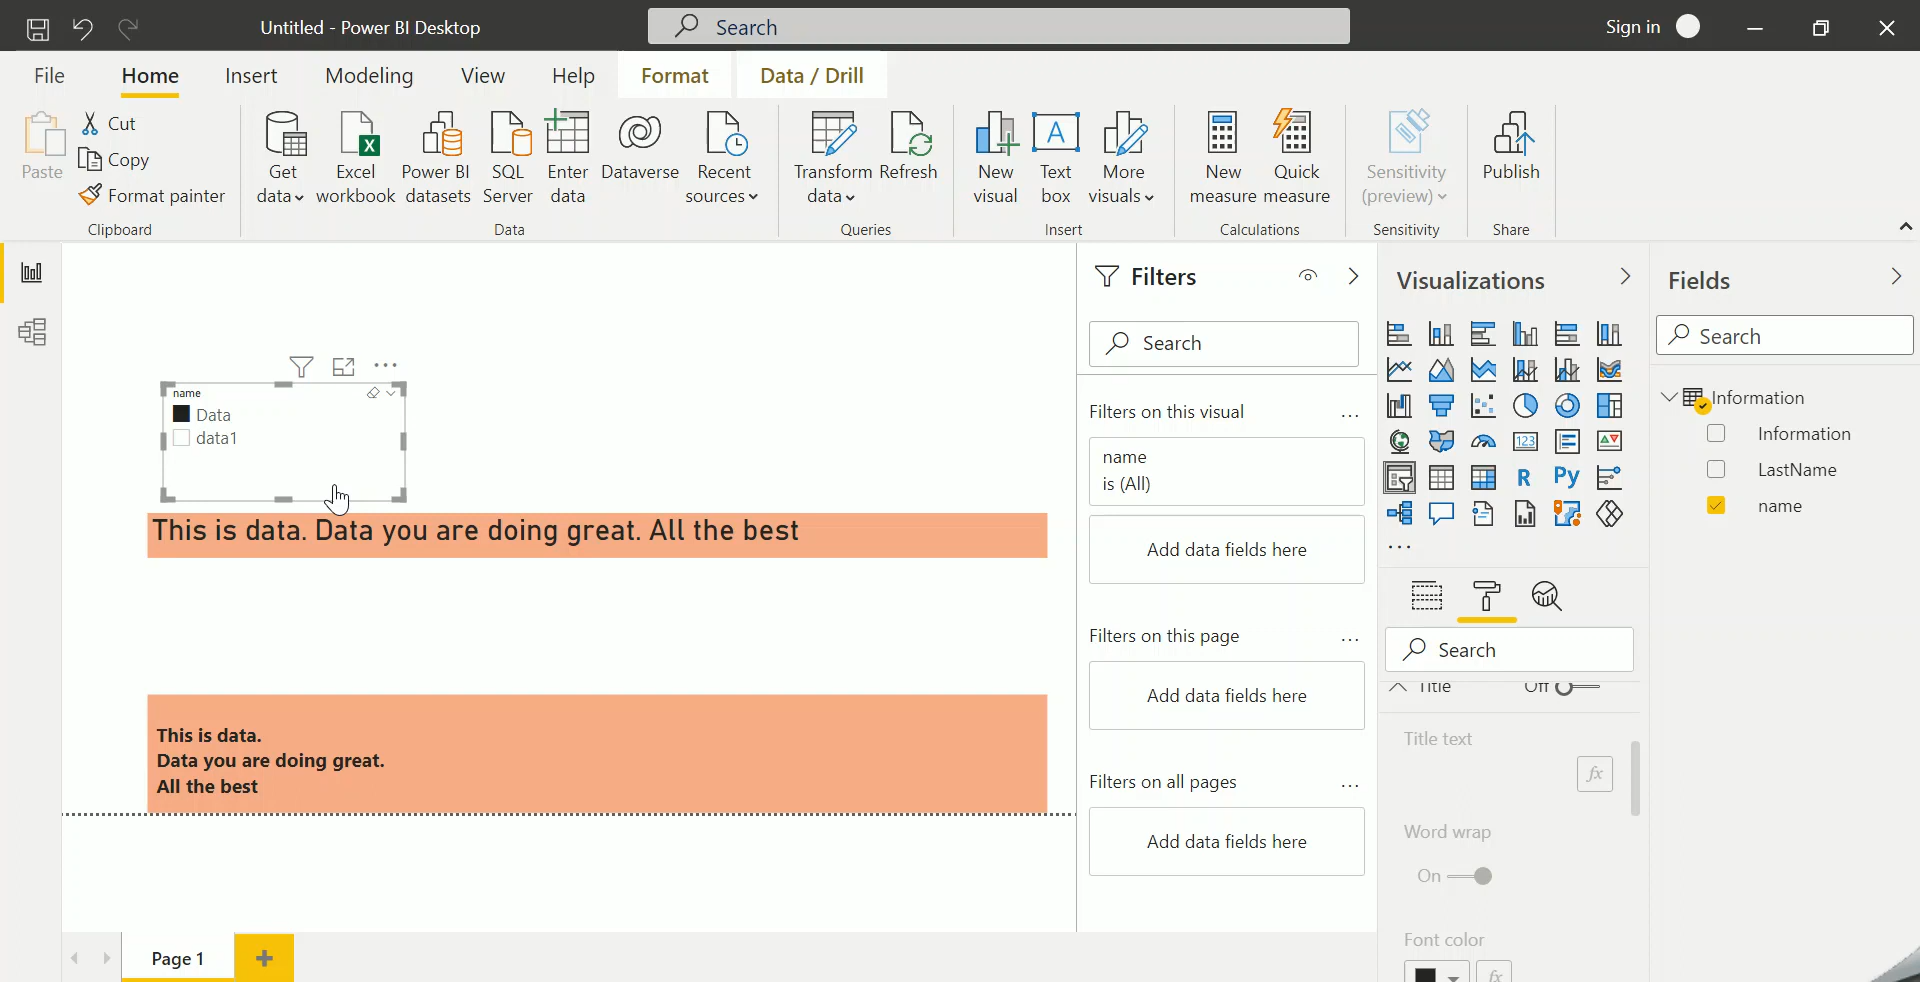 Untitled - Power BI Desktop
Search
Sign in
File Home Insert Modeling View Help Format Data / Drill
Paste
Cut
Copy
Format painter
Clipboard
Get data
Excel workbook
Power BI datasets
SQL Server
Enter data
Dataverse
Recent sources
Data
Transform data
Refresh
Queries
New visual
Text box
More visuals
Insert
New measure
Quick measure
Calculations
Sensitivity (preview)
Sensitivity
Publish
Share
name
Data
data1
This is data. Data you are doing great. All the best
This is data.
Data you are doing great.
All the best
Page 1
Filters
Search
Filters on this visual
name
is (All)
Add data fields here
Filters on this page
Add data fields here
Filters on all pages
Add data fields here
Visualizations
123
R
Py
Search
Title Off
Title text
fx
Word wrap
On
Font color
fx
Fields
Search
Information
Information
LastName
name